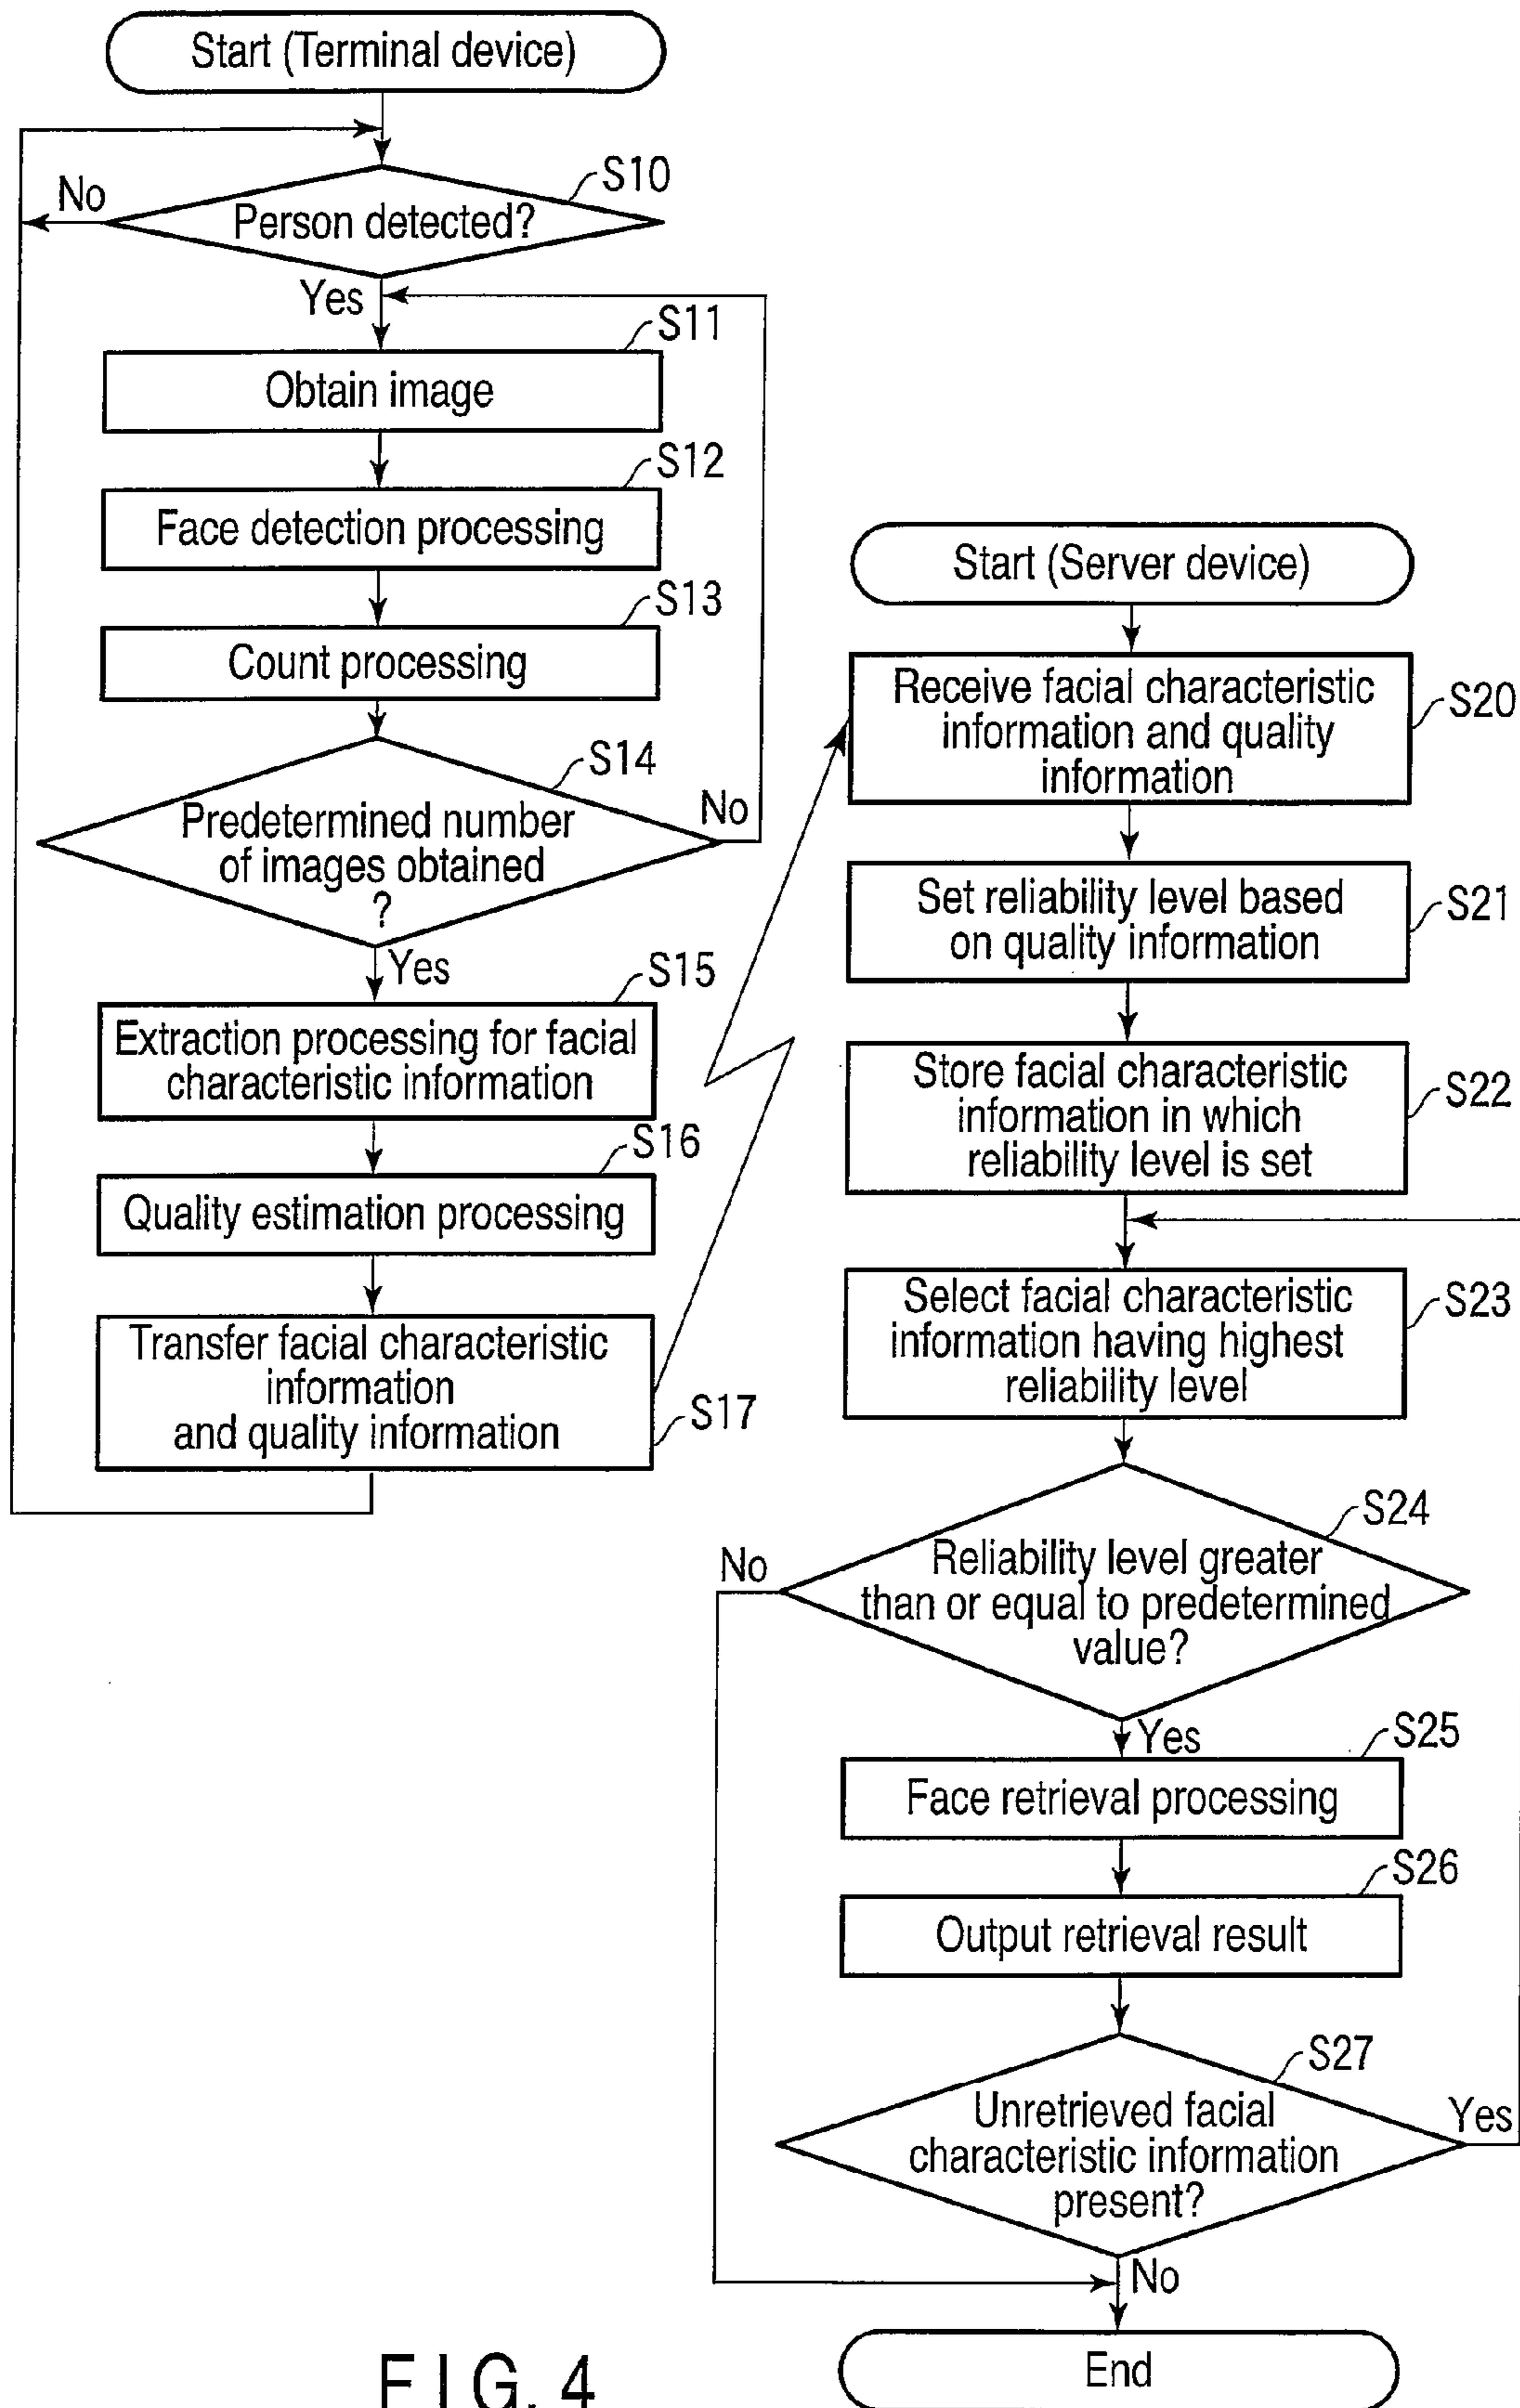 Start (Terminal device)
S10
No
Person detected?
Yes
S11
Obtain image
S12
Face detection processing
S13
Count processing
S14
Predetermined number
of images obtained
?
No
Yes
S15
Extraction processing for facial
characteristic information
S16
Quality estimation processing
Transfer facial characteristic
information
and quality information
S17
Start (Server device)
Receive facial characteristic
information and quality
information
S20
Set reliability level based
on quality information
S21
Store facial characteristic
information in which
reliability level is set
S22
Select facial characteristic
information having highest
reliability level
S23
S24
No
Reliability level greater
than or equal to predetermined
value?
Yes
S25
Face retrieval processing
S26
Output retrieval result
S27
Unretrieved facial
characteristic information
present?
Yes
No
End
FIG. 4